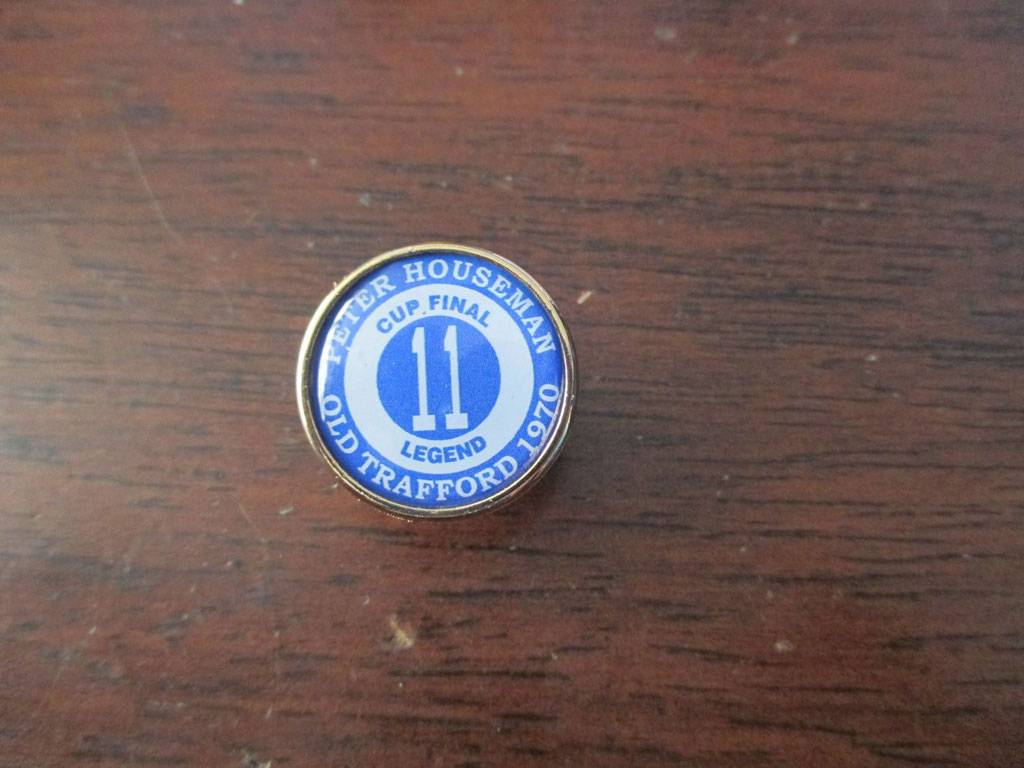 PETER HOUSEMAN
CUP FINAL
11
LEGEND
OLD TRAFFORD 1970